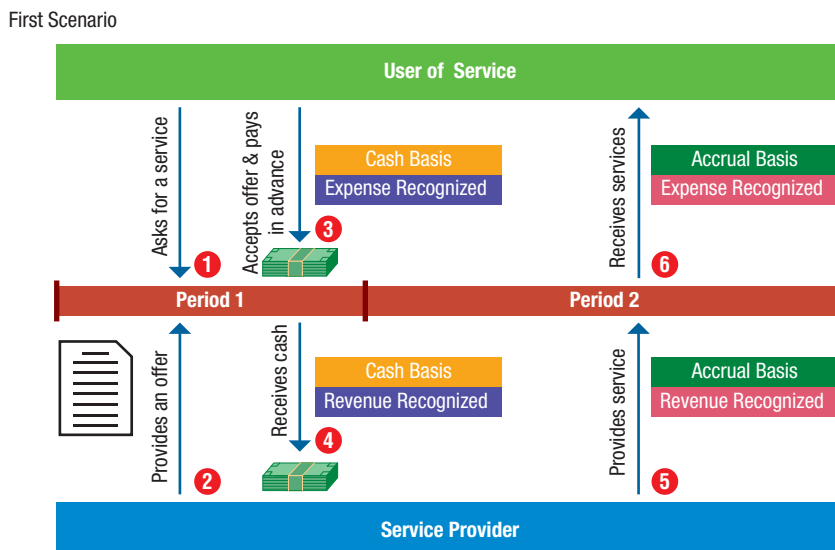 First Scenario
User of Service
Asks for a service
Accepts offer & pays
in advance
Cash Basis
Expense Recognized
Receives services
Accrual Basis
Expense Recognized
1
3
6
Period 1
Period 2
Provides an offer
Receives cash
Cash Basis
Revenue Recognized
Provides service
Accrual Basis
Revenue Recognized
2
4
5
Service Provider